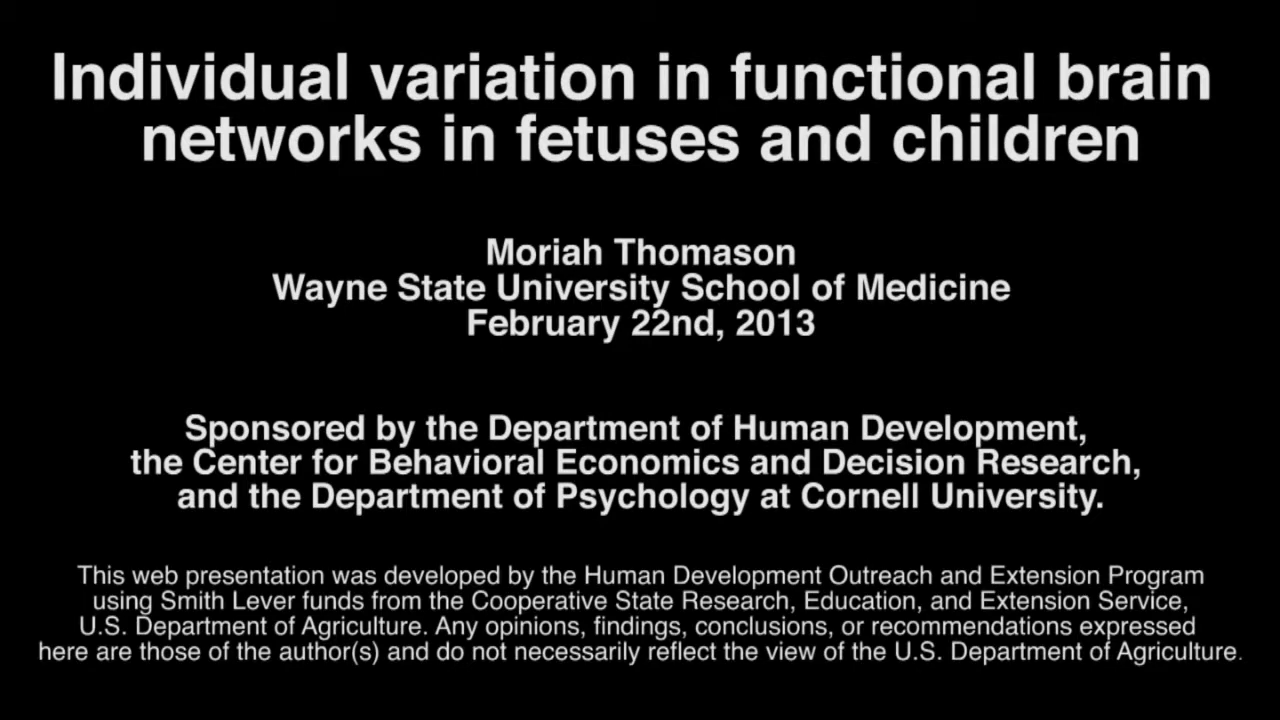 Individual variation in functional brain
networks in fetuses and children
Moriah Thomason
Wayne State University School of Medicine
February 22nd, 2013
Sponsored by the Department of Human Development,
the Center for Behavioral Economics and Decision Research,
and the Department of Psychology at Cornell University.
This web presentation was developed by the Human Development Outreach and Extension Program
using Smith Lever funds from the Cooperative State Research, Education, and Extension Service,
U.S. Department of Agriculture. Any opinions, findings, conclusions, or recommendations expressed
here are those of the author(s) and do not necessarily reflect the view of the U.S. Department of Agriculture.